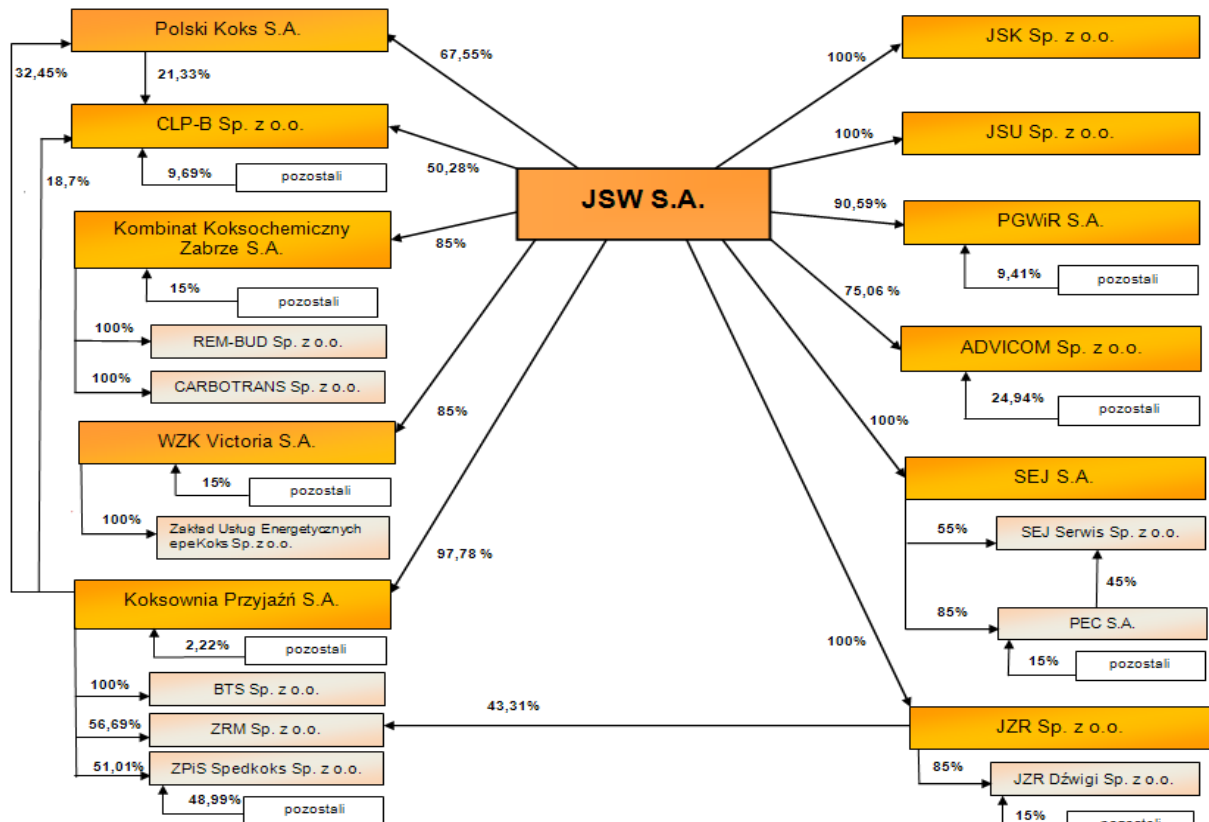 Polski Koks S.A.
67,55%
32,45%
21,33%
CLP-B Sp. z o.o.
50,28%
18,7%
9,69%
pozostali
Kombinat Koksochemiczny
Zabrze S.A.
85%
15%
pozostali
100%
REM-BUD Sp. z o.o.
100%
CARBOTRANS Sp. z o.o.
WZK Victoria S.A.
85%
15%
pozostali
100%
Zakład Usług Energetycznych
epeKoks Sp. z o.o.
97,78 %
Koksownia Przyjaźń S.A.
2,22%
pozostali
100%
BTS Sp. z o.o.
56,69%
ZRM Sp. z o.o.
43,31%
51,01%
ZPiS Spedkoks Sp. z o.o.
48,99%
pozostali
JSW S.A.
100%
JSK Sp. z o.o.
100%
JSU Sp. z o.o.
90,59%
PGWiR S.A.
9,41%
pozostali
75,06 %
ADVICOM Sp. z o.o.
24,94%
pozostali
100%
SEJ S.A.
55%
SEJ Serwis Sp. z o.o.
45%
85%
PEC S.A.
15%
pozostali
100%
JZR Sp. z o.o.
85%
JZR Dźwigi Sp. z o.o.
15%
pozostali